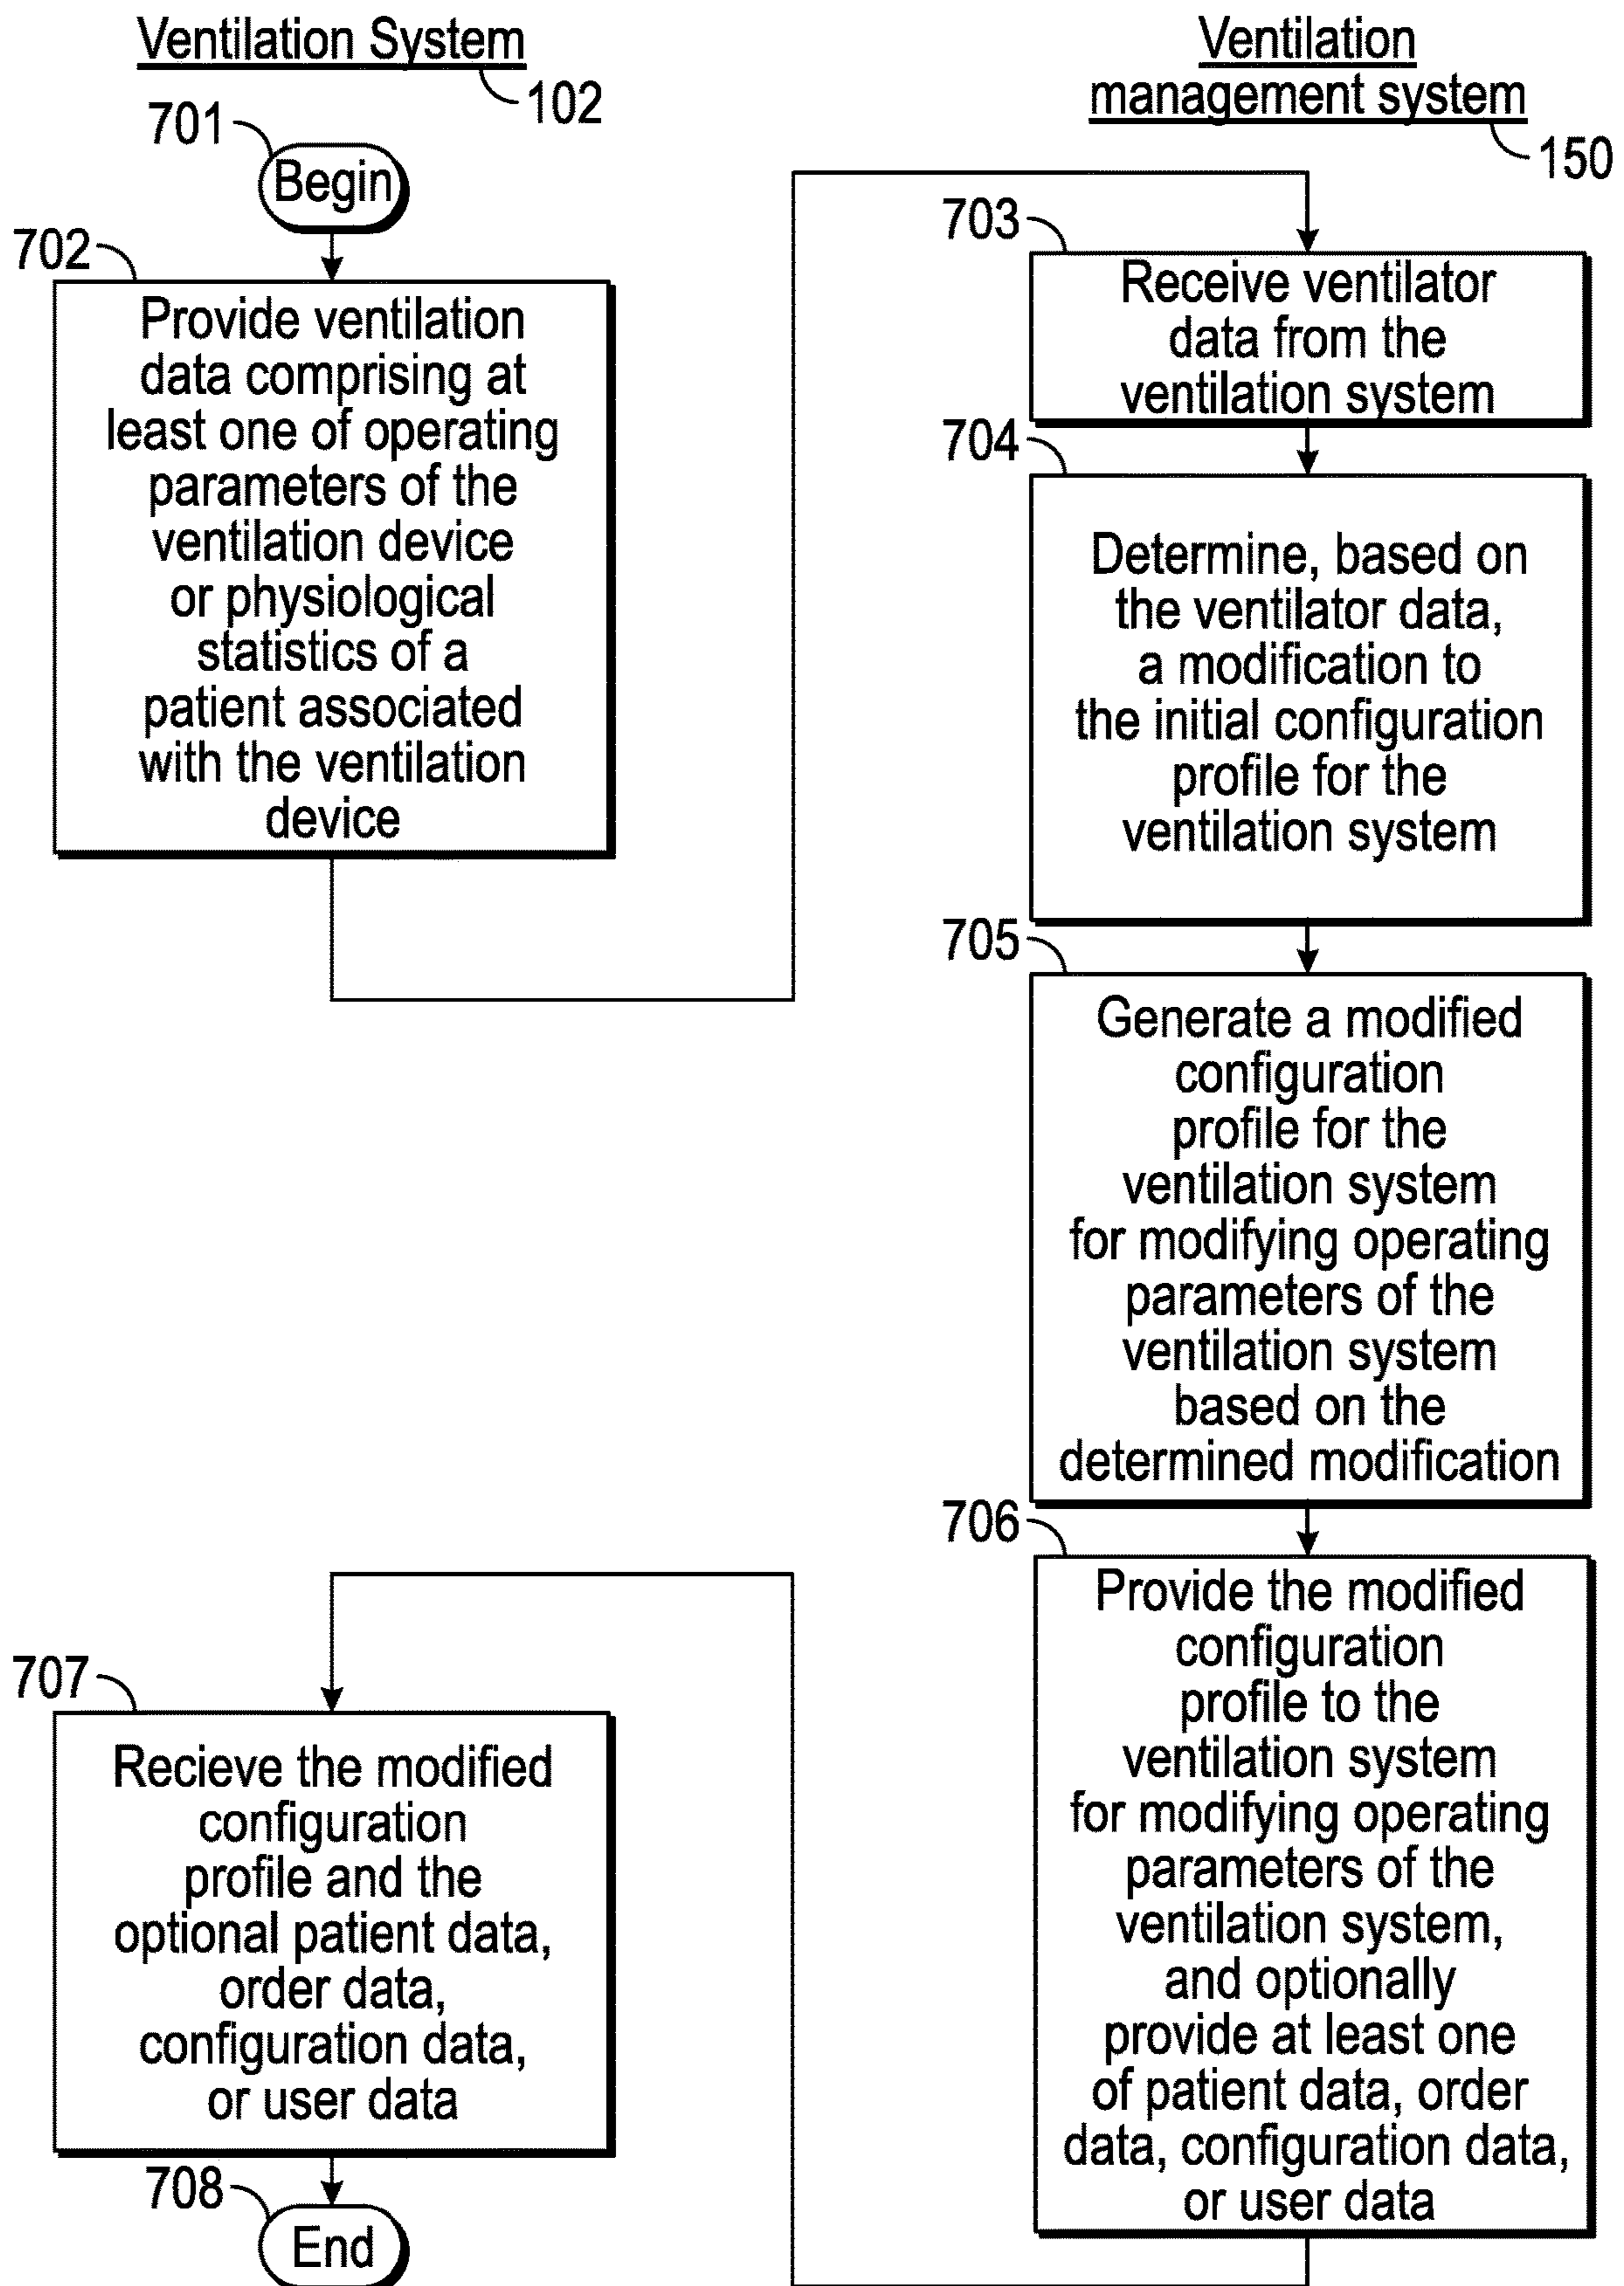 Ventilation System
102
701
Begin
702
Provide ventilation
data comprising at
least one of operating
parameters of the
ventilation device
or physiological
statistics of a
patient associated
with the ventilation
device
Ventilation
management system
150
703
Receive ventilator
data from the
ventilation system
704
Determine, based on
the ventilator data,
a modification to
the initial configuration
profile for the
ventilation system
705
Generate a modified
configuration
profile for the
ventilation system
for modifying operating
parameters of the
ventilation system
based on the
determined modification
706
Provide the modified
configuration
profile to the
ventilation system
for modifying operating
parameters of the
ventilation system,
and optionally
provide at least one
of patient data, order
data, configuration data,
or user data
707
Recieve the modified
configuration
profile and the
optional patient data,
order data,
configuration data,
or user data
708
End